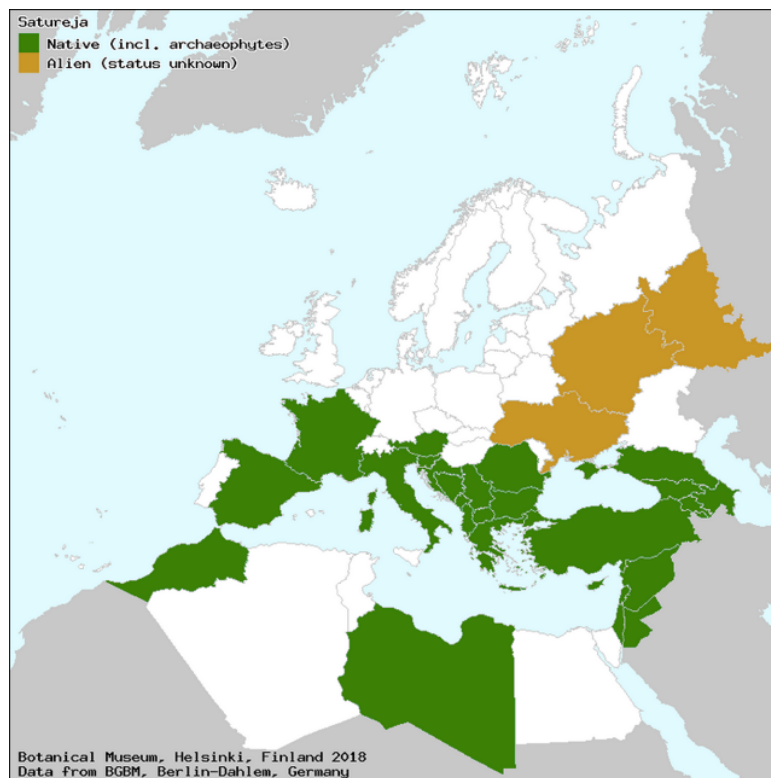 Satureja
Native (incl. archaeophytes)
Alien (status unknown)
Botanical Museum, Helsinki, Finland 2018
Data from BGBM, Berlin-Dahlem, Germany